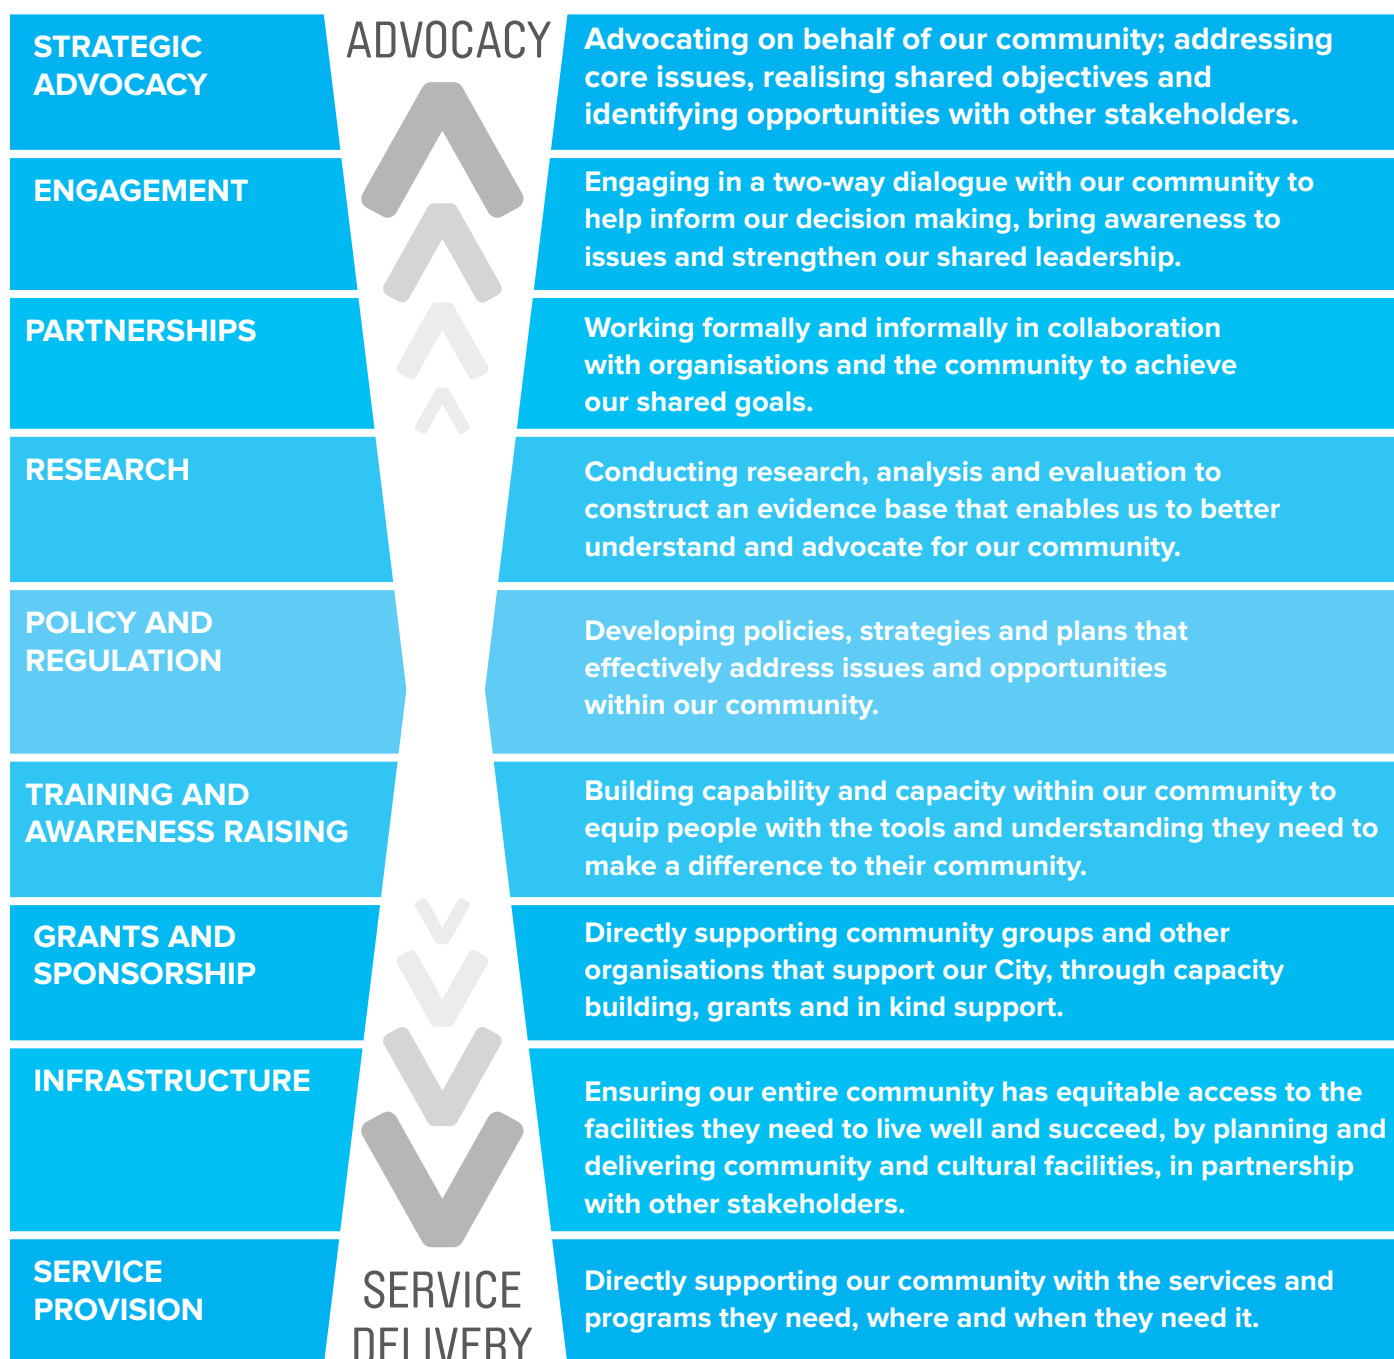 STRATEGIC
ADVOCACY
ADVOCACY
Advocating on behalf of our community; addressing
core issues, realising shared objectives and
identifying opportunities with other stakeholders.
ENGAGEMENT
Engaging in a two-way dialogue with our community to
help inform our decision making, bring awareness to
issues and strengthen our shared leadership.
PARTNERSHIPS
Working formally and informally in collaboration
with organisations and the community to achieve
our shared goals.
RESEARCH
Conducting research, analysis and evaluation to
construct an evidence base that enables us to better
understand and advocate for our community.
POLICY AND
REGULATION
Developing policies, strategies and plans that
effectively address issues and opportunities
within our community.
TRAINING AND
AWARENESS RAISING
Building capability and capacity within our community to
equip people with the tools and understanding they need to
make a difference to their community.
GRANTS AND
SPONSORSHIP
Directly supporting community groups and other
organisations that support our City, through capacity
building, grants and in kind support.
INFRASTRUCTURE
Ensuring our entire community has equitable access to the
facilities they need to live well and succeed, by planning and
delivering community and cultural facilities, in partnership
with other stakeholders.
SERVICE
PROVISION
SERVICE
DELIVERY
Directly supporting our community with the services and
programs they need, where and when they need it.